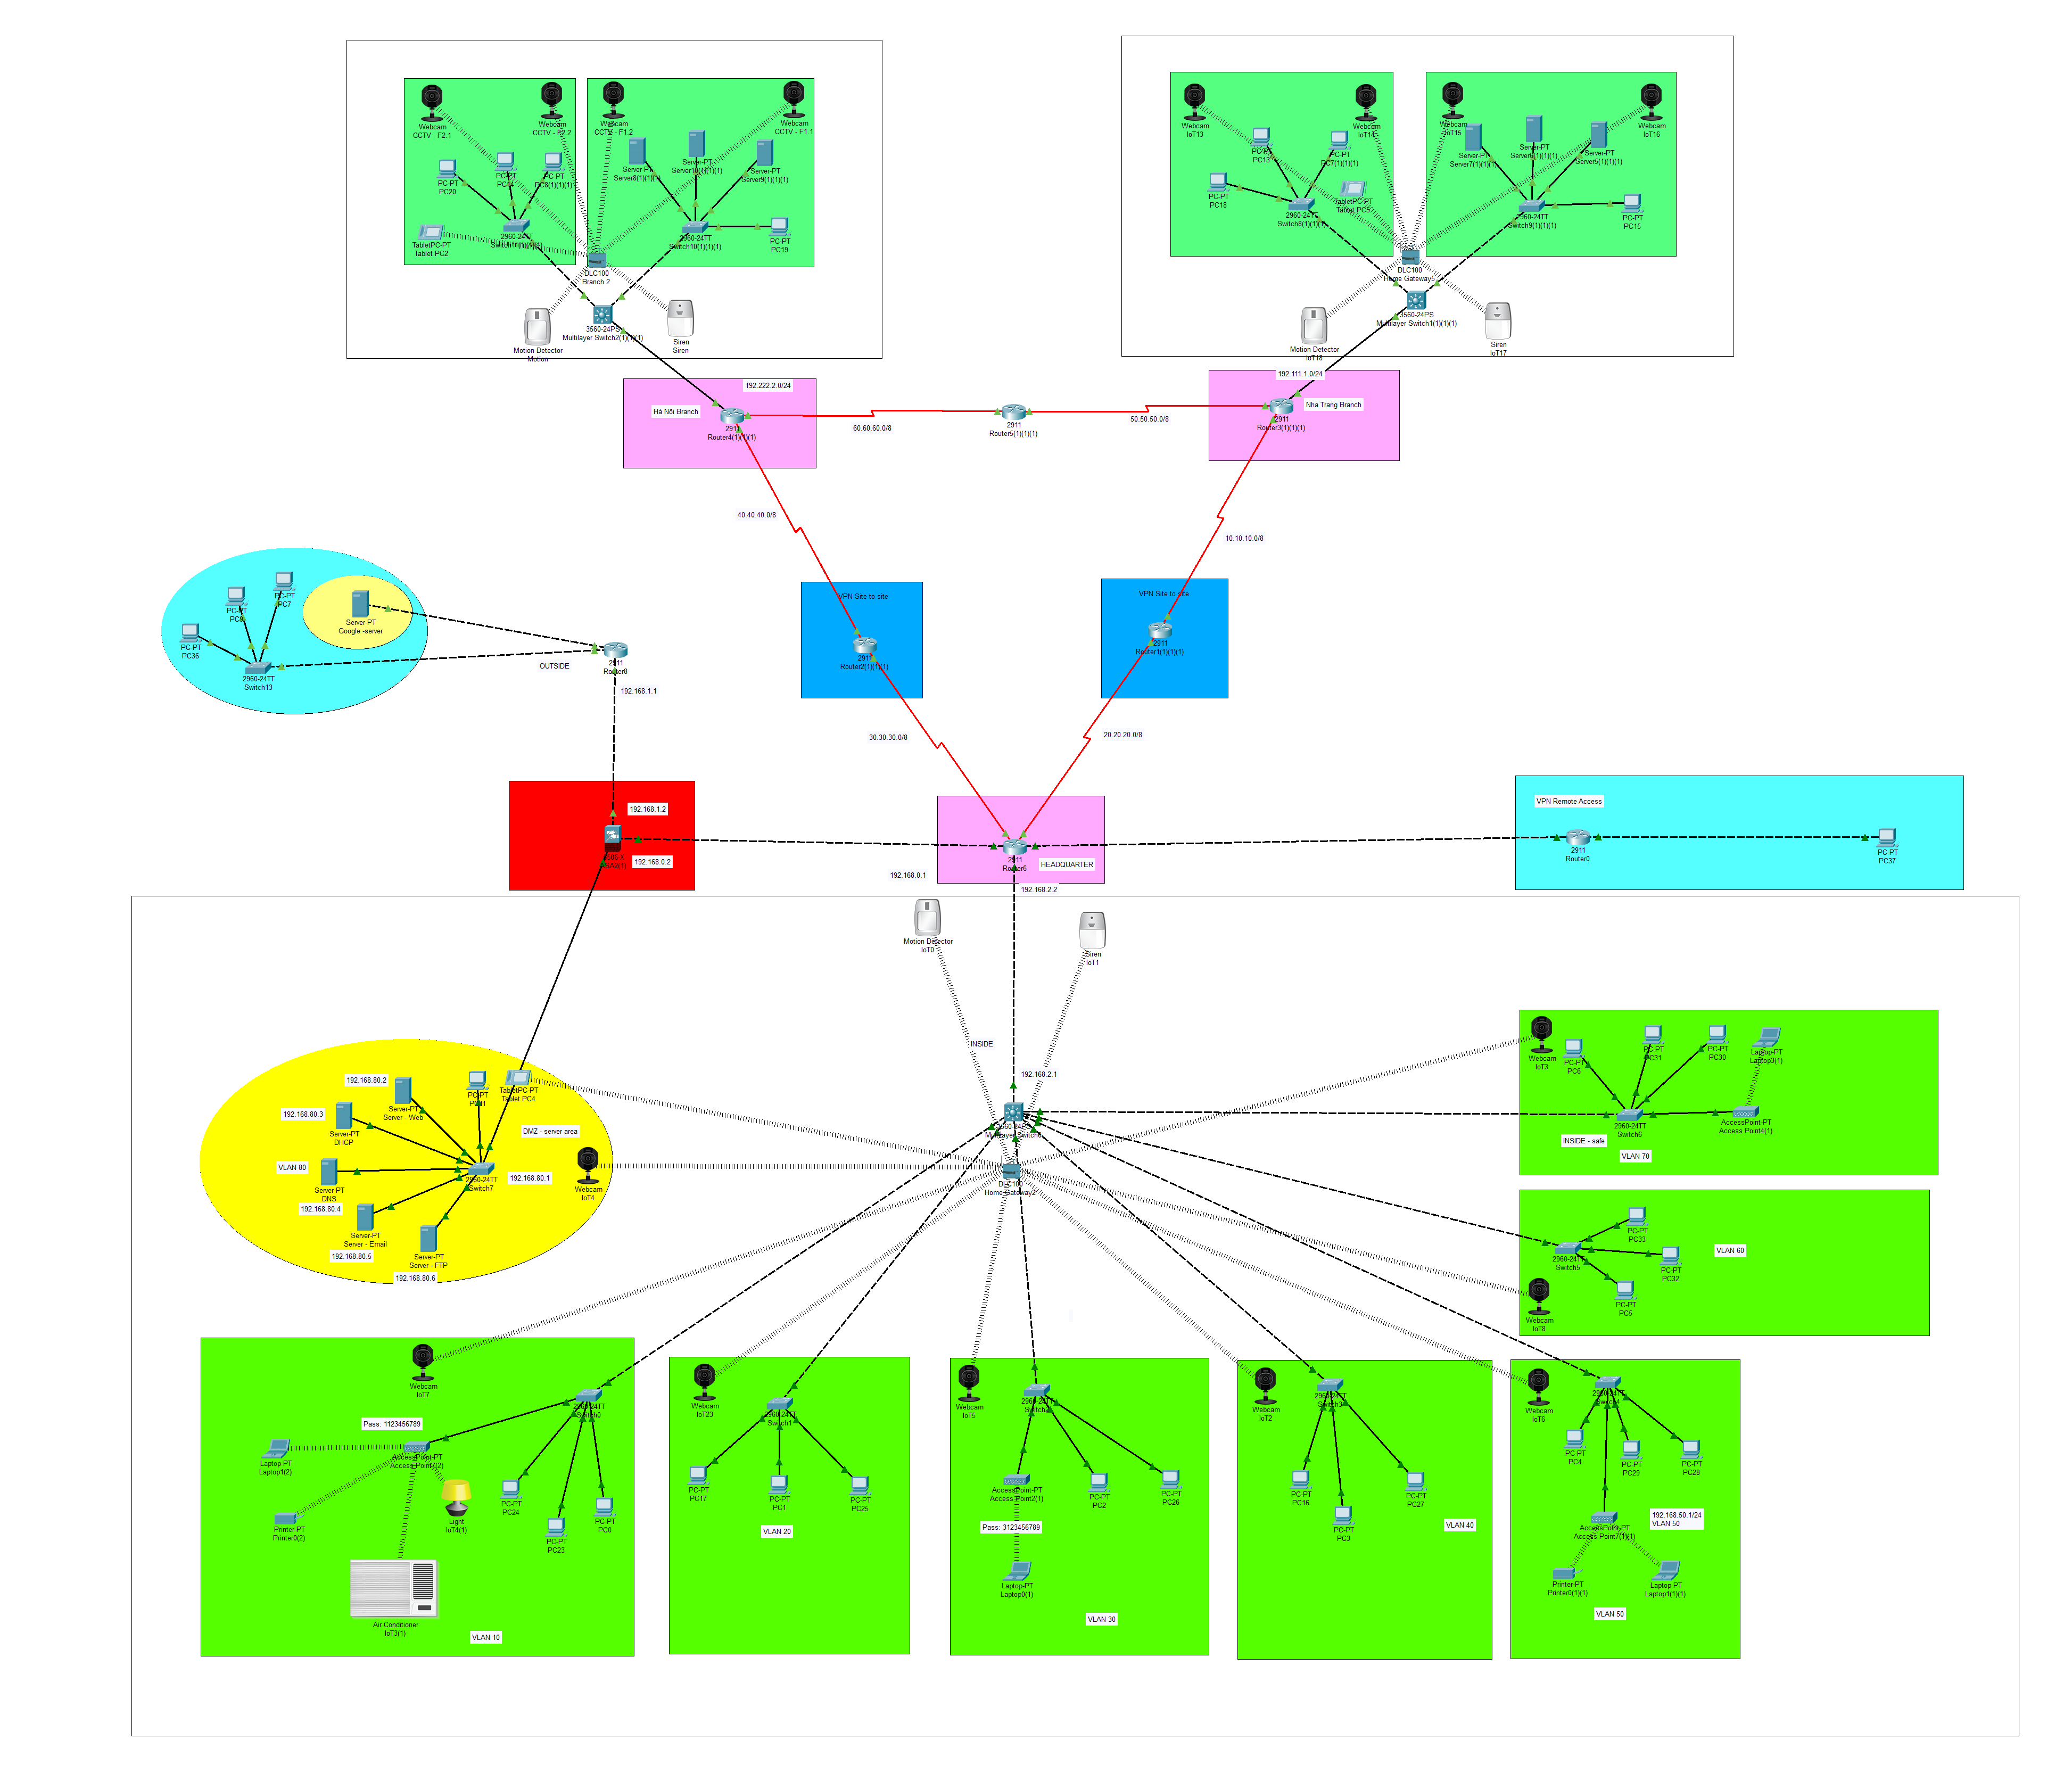 Webcam
CCTV - F2.1
Webcam
CCTV - F2.2
Webcam
CCTV - F1.2
Webcam
CCTV - F1.1
PC-PT
PC20
PC-PT
PC14
PC-PT
PC8(1)(1)(1)
Server-PT
Server8(1)(1)(1)
Server-PT
Server10(1)(1)(1)
Server-PT
Server9(1)(1)(1)
TabletPC-PT
Tablet PC2
2960-24TT
2960-24TT
Switch10(1)(1)(1)
PC-PT
PC19
DLC100
Branch 2
3560-24PS
Multilayer Switch2(1)(1)(1)
Motion Detector
Motion
Siren
Siren
Webcam
IoT13
Webcam
IoT14
Webcam
IoT15
Webcam
IoT16
PC-PT
PC13
PC-PT
PC7(1)(1)(1)
Server-PT
Server7(1)(1)(1)
Server-PT
Server6(1)(1)(1)
Server-PT
Server5(1)(1)(1)
PC-PT
PC18
TabletPC-PT
Tablet PC5
2960-24TT
Switch8(1)(1)(1)
2960-24TT
Switch9(1)(1)(1)
PC-PT
PC15
DLC100
Home Gateway5
3560-24PS
Multilayer Switch1(1)(1)(1)
Motion Detector
IoT18
Siren
IoT17
192.222.2.0/24
Hà Nội Branch
2911
Router4(1)(1)(1)
60.60.60.0/8
2911
Router5(1)(1)(1)
50.50.50.0/8
192.111.1.0/24
Nha Trang Branch
2911
Router3(1)(1)(1)
40.40.40.0/8
10.10.10.0/8
PC-PT
PC-PT
PC7
Server-PT
Google -server
PC-PT
PC36
2960-24TT
Switch13
OUTSIDE
2911
Router8
192.168.1.1
VPN Site to site
2911
Router2(1)(1)(1)
VPN Site to site
2911
Router1(1)(1)(1)
30.30.30.0/8
20.20.20.0/8
192.168.1.2
192.168.0.2
192.168.0.1
2911
Router6
HEADQUARTER
192.168.2.2
VPN Remote Access
2911
Router0
PC-PT
PC37
Motion Detector
IoT0
Siren
IoT1
INSIDE
192.168.2.1
DLC100
Home Gateway2
192.168.80.2
Server-PT
Server - Web
PC-PT
TabletPC-PT
Tablet PC4
192.168.80.3
Server-PT
DHCP
DMZ - server area
VLAN 80
Server-PT
DNS
2960-24TT
Switch7
192.168.80.1
Webcam
IoT4
192.168.80.4
Server-PT
Server - Email
192.168.80.5
Server-PT
Server - FTP
192.168.80.6
Webcam
IoT3
PC-PT
PC6
PC-PT
PC31
PC-PT
PC30
Laptop-PT
Laptop3(1)
2960-24TT
Switch6
AccessPoint-PT
Access Point4(1)
INSIDE - safe
VLAN 70
PC-PT
PC33
2960-24TT
Switch5
PC-PT
PC32
PC-PT
PC5
VLAN 60
Webcam
IoT8
Webcam
IoT7
2960-24TT
Switch0
Pass: 1123456789
Laptop-PT
Laptop1(2)
AccessPoint-PT
Printer-PT
Printer0(2)
Light
IoT4(1)
PC-PT
PC24
PC-PT
PC23
PC-PT
PC0
Air Conditioner
IoT3(1)
VLAN 10
Webcam
IoT23
2960-24TT
Switch1
PC-PT
PC17
PC-PT
PC1
PC-PT
PC25
VLAN 20
Webcam
IoT5
2960-24TT
Switch2
AccessPoint-PT
Access Point2(1)
PC-PT
PC2
PC-PT
PC26
Pass: 3123456789
Laptop-PT
Laptop0(1)
VLAN 30
Webcam
IoT2
2960-24TT
Switch3
PC-PT
PC16
PC-PT
PC3
PC-PT
PC27
VLAN 40
Webcam
IoT6
2960-24TT
Switch4
PC-PT
PC4
PC-PT
PC29
PC-PT
PC28
192.168.50.1/24
VLAN 50
AccessPoint-PT
Access Point7(1)(1)
Printer-PT
Printer0(1)(1)
Laptop-PT
Laptop1(1)(1)
VLAN 50